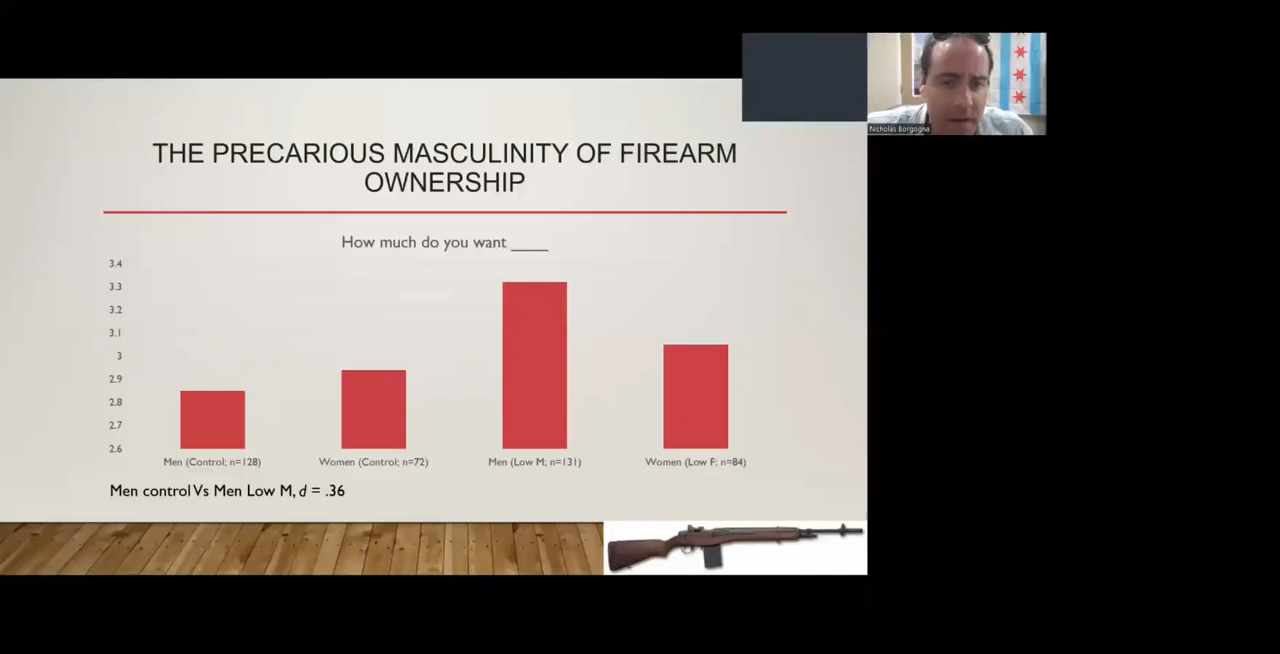 Nicholas Borgogna
THE PRECARIOUS MASCULINITY OF FIREARM
OWNERSHIP
How much do you want ____
3.4
3.3
3.2
3.1
3
2.9
2.8
2.7
2.6
Men (Control; n=128)
Women (Control; n=72)
Men (Low M; n=131)
Women (Low F; n=84)
Men control Vs Men Low M, d = .36